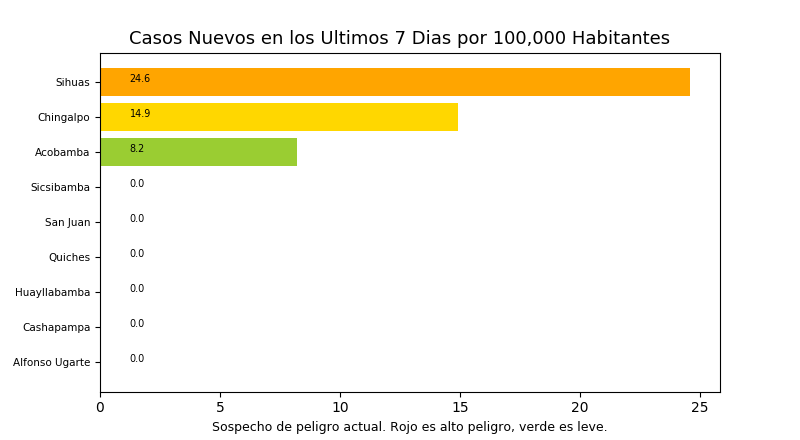 Casos Nuevos en los Ultimos 7 Dias por 100,000 Habitantes
Sihuas 24.6
Chingalpo 14.9
Acobamba 8.2
Sicsibamba 0.0
San Juan 0.0
Quiches 0.0
Huayllabamba 0.0
Cashapampa 0.0
Alfonso Ugarte 0.0
0 5 10 15 20 25
Sospecho de peligro actual. Rojo es alto peligro, verde es leve.